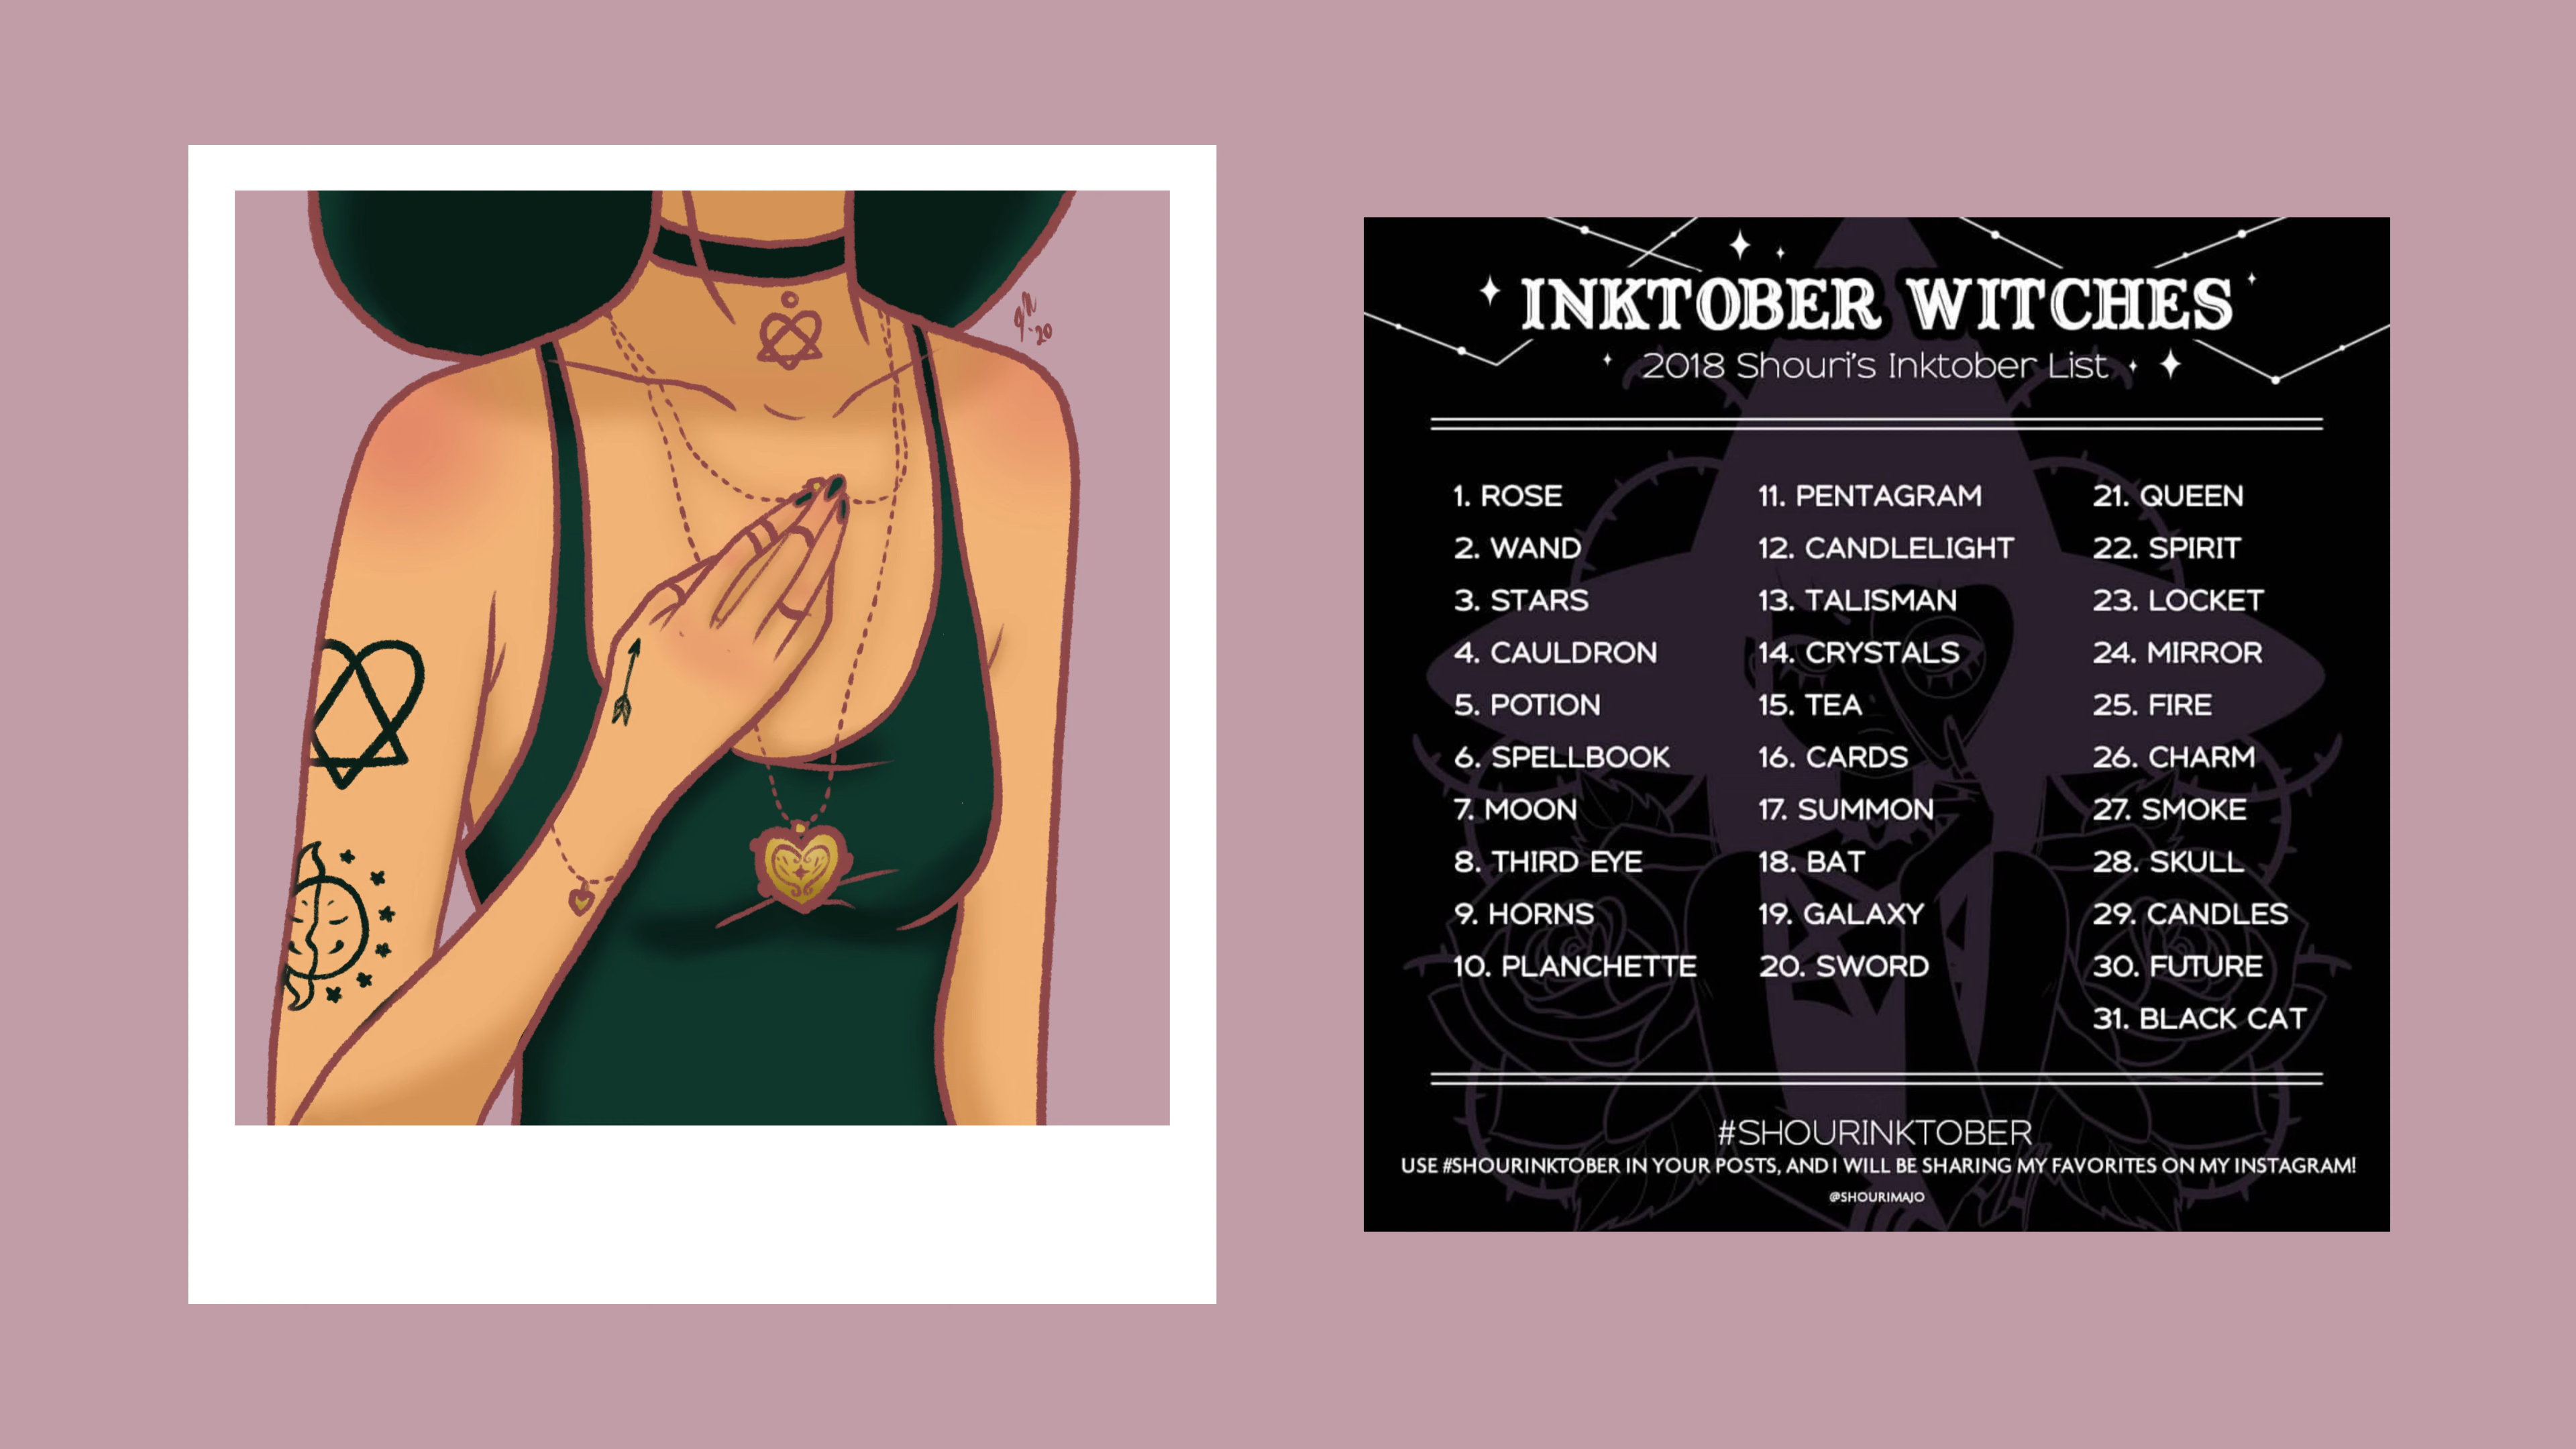 '20
INKTOBER WITCHES
2018 Shouri's Inktober List
1. ROSE
2. WAND
3. STARS
4. CAULDRON
5. POTION
6. SPELLBOOK
7. MOON
8. THIRD EYE
9. HORNS
10. PLANCHETTE
11. PENTAGRAM
12. CANDLELIGHT
13. TALISMAN
14. CRYSTALS
15. TEA
16. CARDS
17. SUMMON
18. BAT
19. GALAXY
20. SWORD
21. QUEEN
22. SPIRIT
23. LOCKET
24. MIRROR
25. FIRE
26. CHARM
27. SMOKE
28. SKULL
29. CANDLES
30. FUTURE
31. BLACK CAT
#SHOURINKTOBER
USE #SHOURINKTOBER IN YOUR POSTS, AND I WILL BE SHARING MY FAVORITES ON MY INSTAGRAM!
@SHOURIMAJO